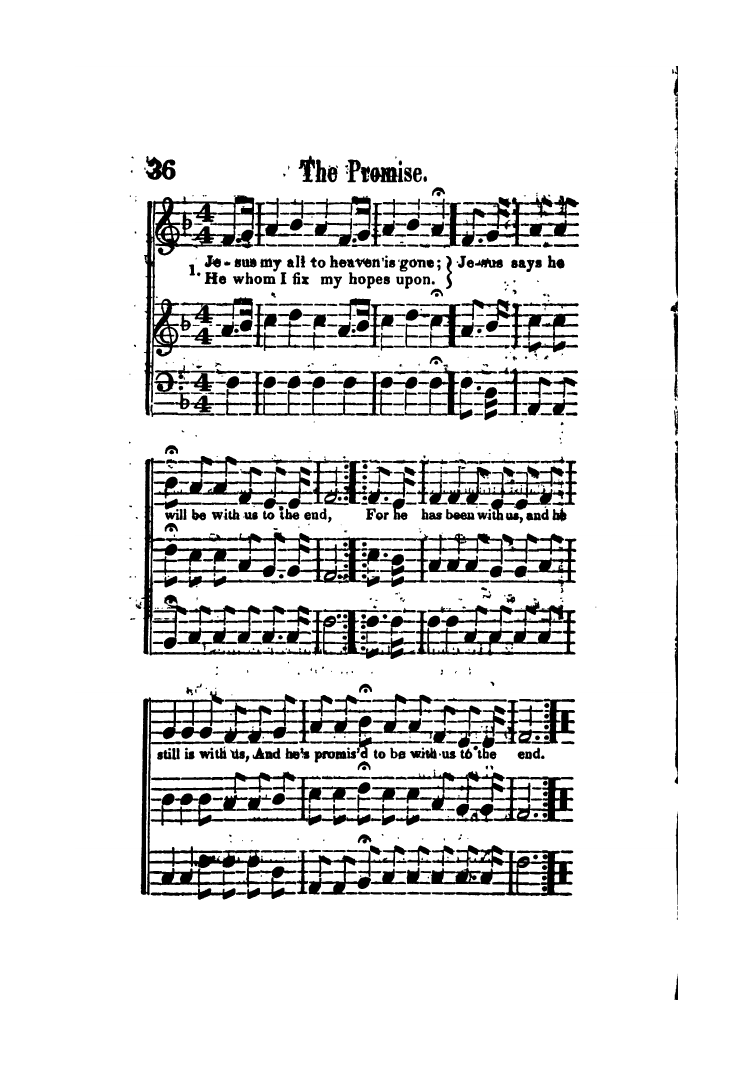 36 The Promise.
1. Je - sus my all to heaven is gone; } Je-sus says he
He whom I fix my hopes upon. }
will be with us to the end, For he has been with us, and he
still is with us, And he's promis'd to be with us to the end.